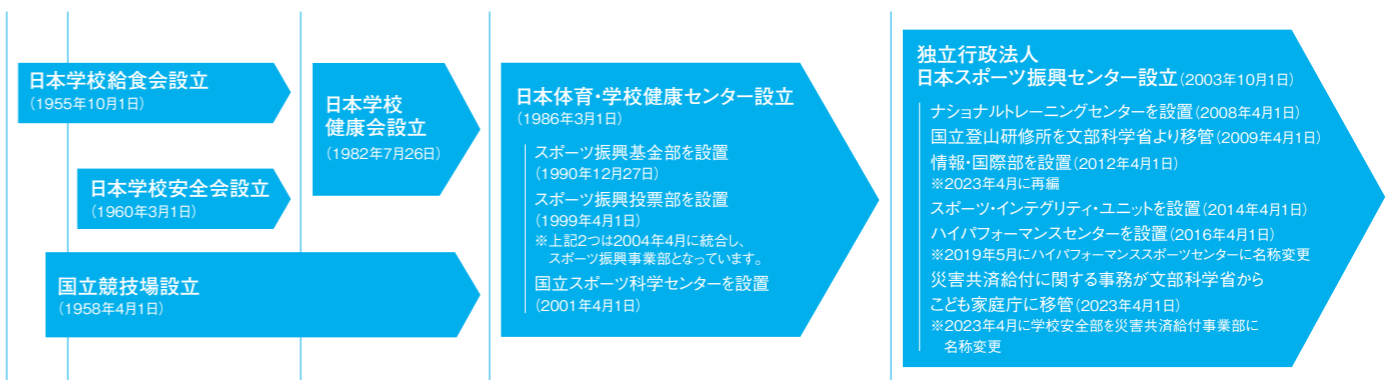 日本学校給食会設立
（1955年10月1日）
日本学校安全会設立
（1960年3月1日）
国立競技場設立
（1958年4月1日）
日本学校
健康会設立
（1982年7月26日）
日本体育・学校健康センター設立
（1986年3月1日）
スポーツ振興基金部を設置
（1990年12月27日）
スポーツ振興投票部を設置
（1999年4月1日）
※上記2つは2004年4月に統合し、
スポーツ振興事業部となっています。
国立スポーツ科学センターを設置
（2001年4月1日）
独立行政法人
日本スポーツ振興センター設立（2003年10月1日）
ナショナルトレーニングセンターを設置（2008年4月1日）
国立登山研修所を文部科学省より移管（2009年4月1日）
情報・国際部を設置（2012年4月1日）
※2023年4月に再編
スポーツ・インテグリティ・ユニットを設置（2014年4月1日）
ハイパフォーマンスセンターを設置（2016年4月1日）
※2019年5月にハイパフォーマンススポーツセンターに名称変更
災害共済給付に関する事務が文部科学省から
こども家庭庁に移管（2023年4月1日）
※2023年4月に学校安全部を災害共済給付事業部に
名称変更